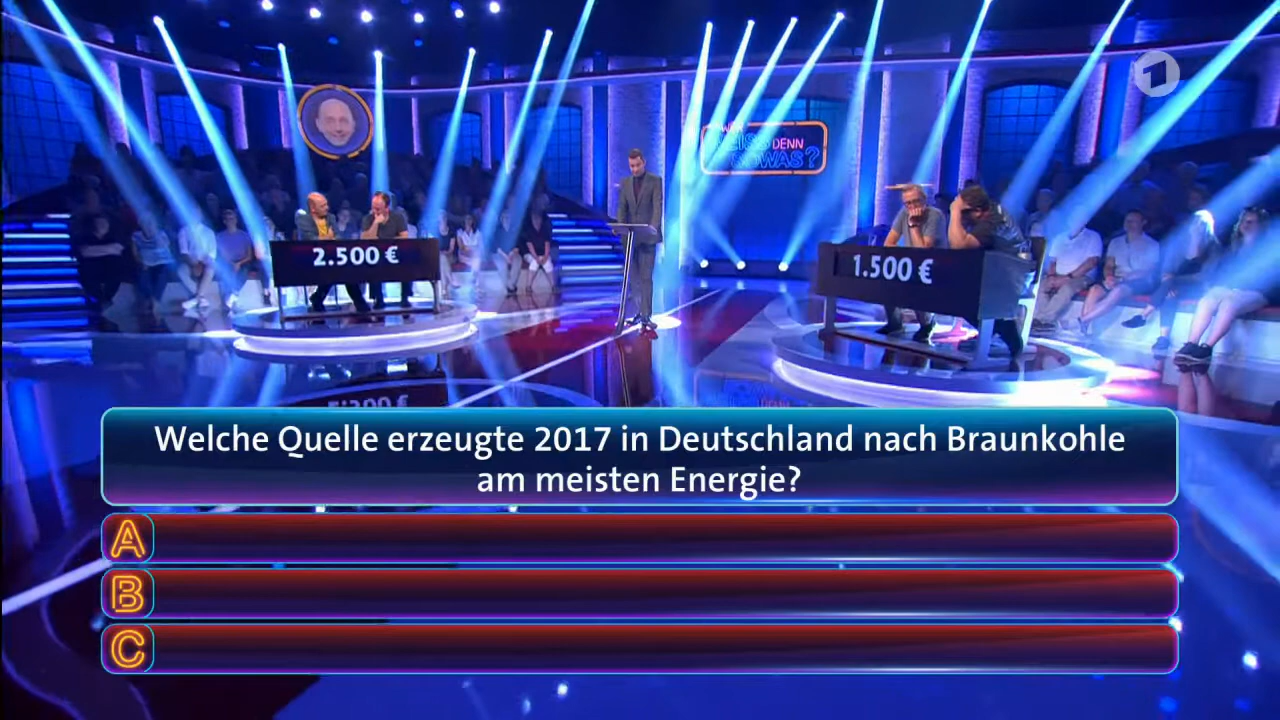 1
WER
WEISS DENN
SOWAS?
2.500 €
1.500 €
Welche Quelle erzeugte 2017 in Deutschland nach Braunkohle
am meisten Energie?
A
B
C